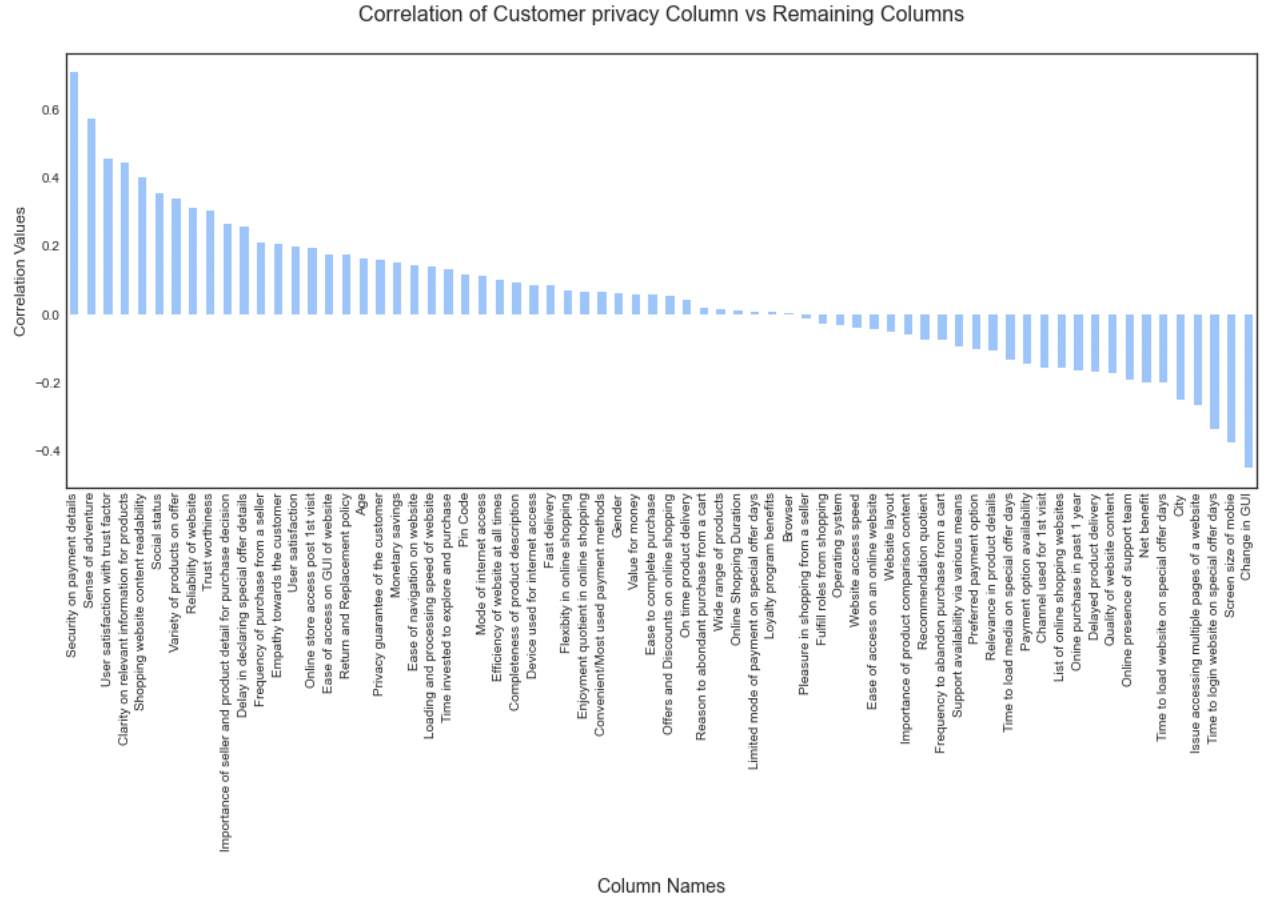 Correlation of Customer privacy Column vs Remaining Columns
Correlation Values
0.6
0.4
0.2
0.0
−0.2
−0.4
Security on payment details
Sense of adventure
User satisfaction with trust factor
Clarity on relevant information for products
Shopping website content readability
Social status
Variety of products on offer
Reliability of website
Trust worthiness
Importance of seller and product detail for purchase decision
Delay in declaring special offer details
Frequency of purchase from a seller
Empathy towards the customer
User satisfaction
Online store access post 1st visit
Ease of access on GUI of website
Return and Replacement policy
Age
Privacy guarantee of the customer
Monetary savings
Ease of navigation on website
Loading and processing speed of website
Time invested to explore and purchase
Pin Code
Mode of internet access
Efficiency of website at all times
Completeness of product description
Device used for internet access
Fast delivery
Flexibity in online shopping
Enjoyment quotient in online shopping
Convenient/Most used payment methods
Gender
Value for money
Ease to complete purchase
Offers and Discounts on online shopping
On time product delivery
Reason to abondant purchase from a cart
Wide range of products
Online Shopping Duration
Limited mode of payment on special offer days
Loyalty program benefits
Browser
Pleasure in shopping from a seller
Fulfill roles from shopping
Operating system
Website access speed
Ease of access on an online website
Website layout
Importance of product comparison content
Recommendation quotient
Frequency to abandon purchase from a cart
Support availability via various means
Preferred payment option
Relevance in product details
Time to load media on special offer days
Payment option availability
Channel used for 1st visit
List of online shopping websites
Online purchase in past 1 year
Delayed product delivery
Quality of website content
Online presence of support team
Net benefit
Time to load website on special offer days
City
Issue accessing multiple pages of a website
Time to login website on special offer days
Screen size of mobie
Change in GUI
Column Names